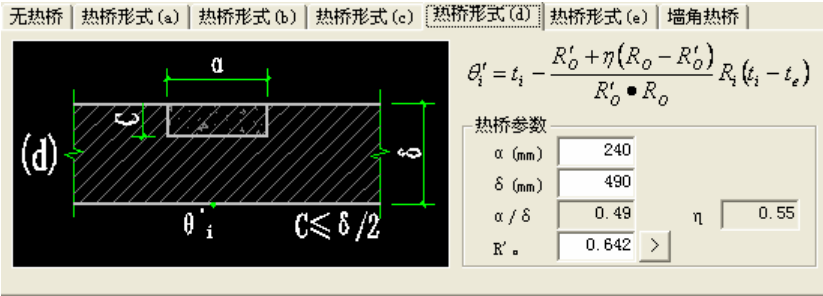 无热桥 热桥形式(a) 热桥形式(b) 热桥形式(c) 热桥形式(d) 热桥形式(e) 墙角热桥
α
C
(d)
δ
θ'i C≤δ/2
θ'i = ti − (R'O + η(RO − R'O)) / (R'O • RO) Ri(ti − te)
热桥参数
α (mm) 240
δ (mm) 490
α/δ 0.49 η 0.55
R'。 0.642 >